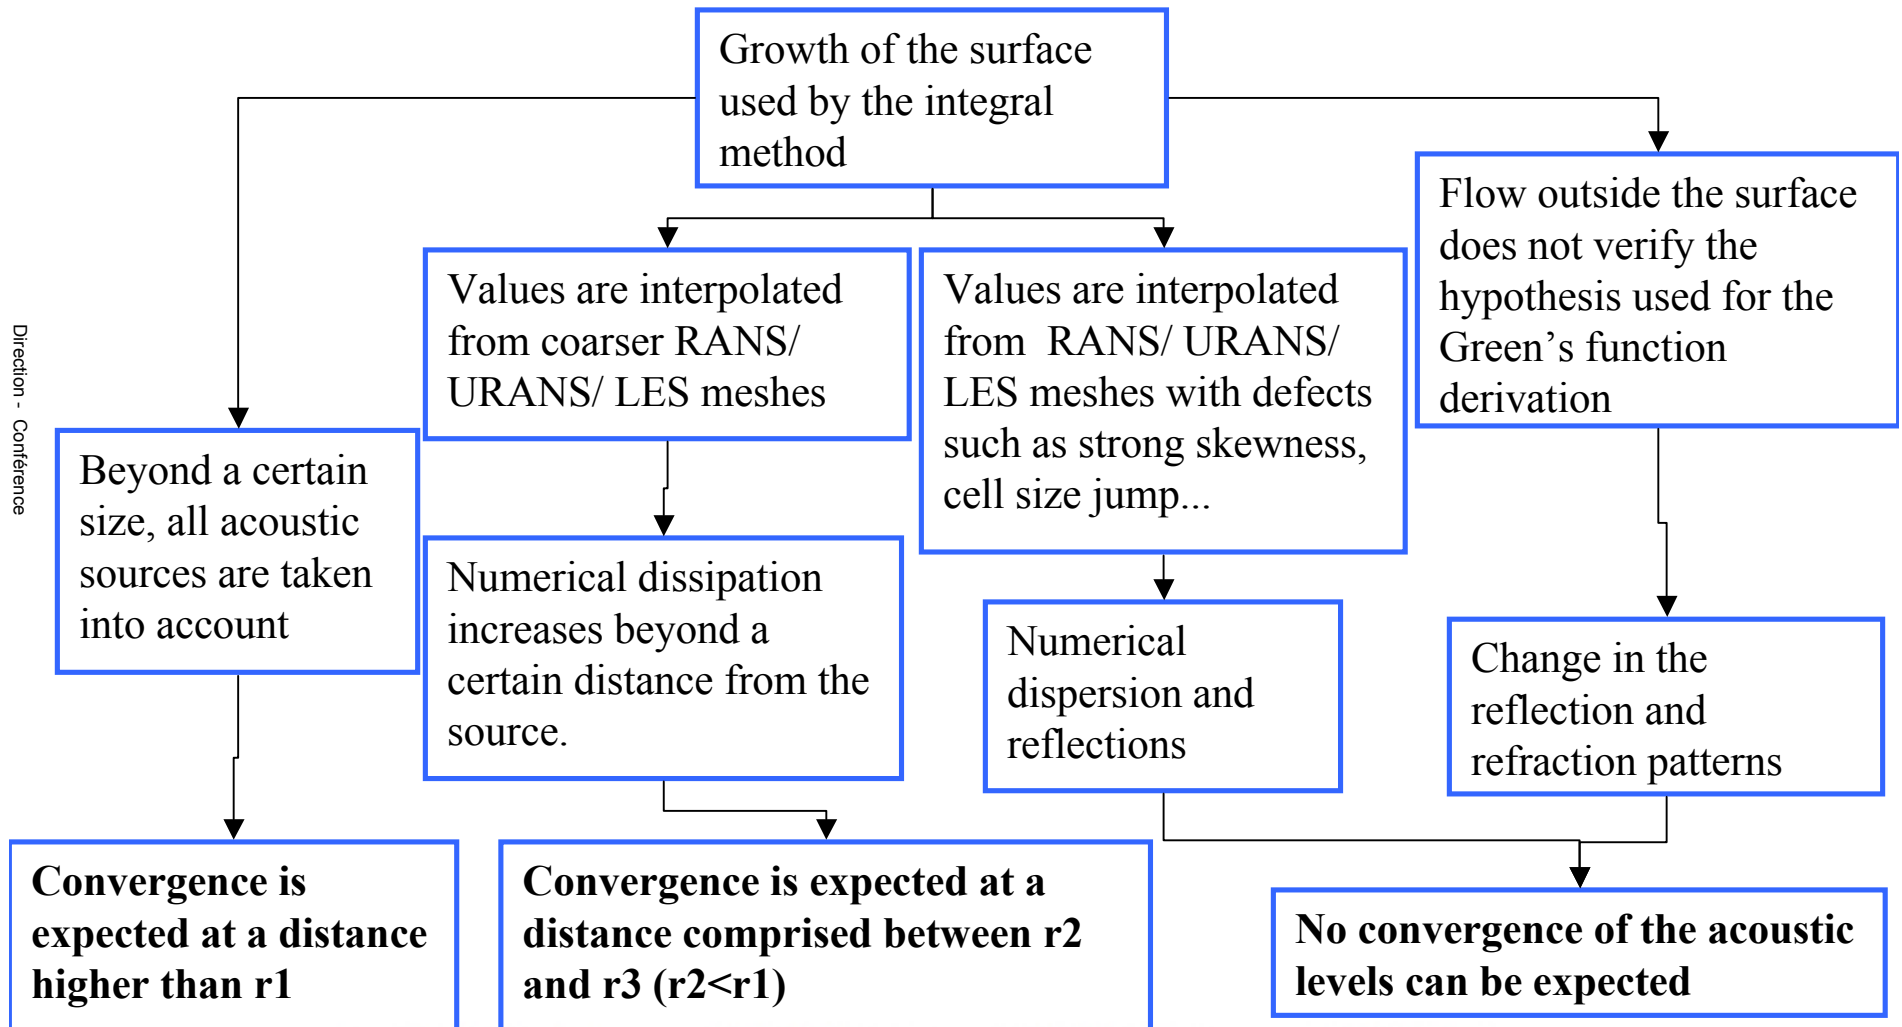 Growth of the surface
used by the integral
method
Flow outside the surface
does not verify the
hypothesis used for the
Green’s function
derivation
Values are interpolated
from coarser RANS/
URANS/ LES meshes
Values are interpolated
from RANS/ URANS/
LES meshes with defects
such as strong skewness,
cell size jump...
Direction - Conférence
Beyond a certain
size, all acoustic
sources are taken
into account
Numerical dissipation
increases beyond a
certain distance from the
source.
Numerical
dispersion and
reflections
Change in the
reflection and
refraction patterns
Convergence is
expected at a distance
higher than r1
Convergence is expected at a
distance comprised between r2
and r3 (r2<r1)
No convergence of the acoustic
levels can be expected